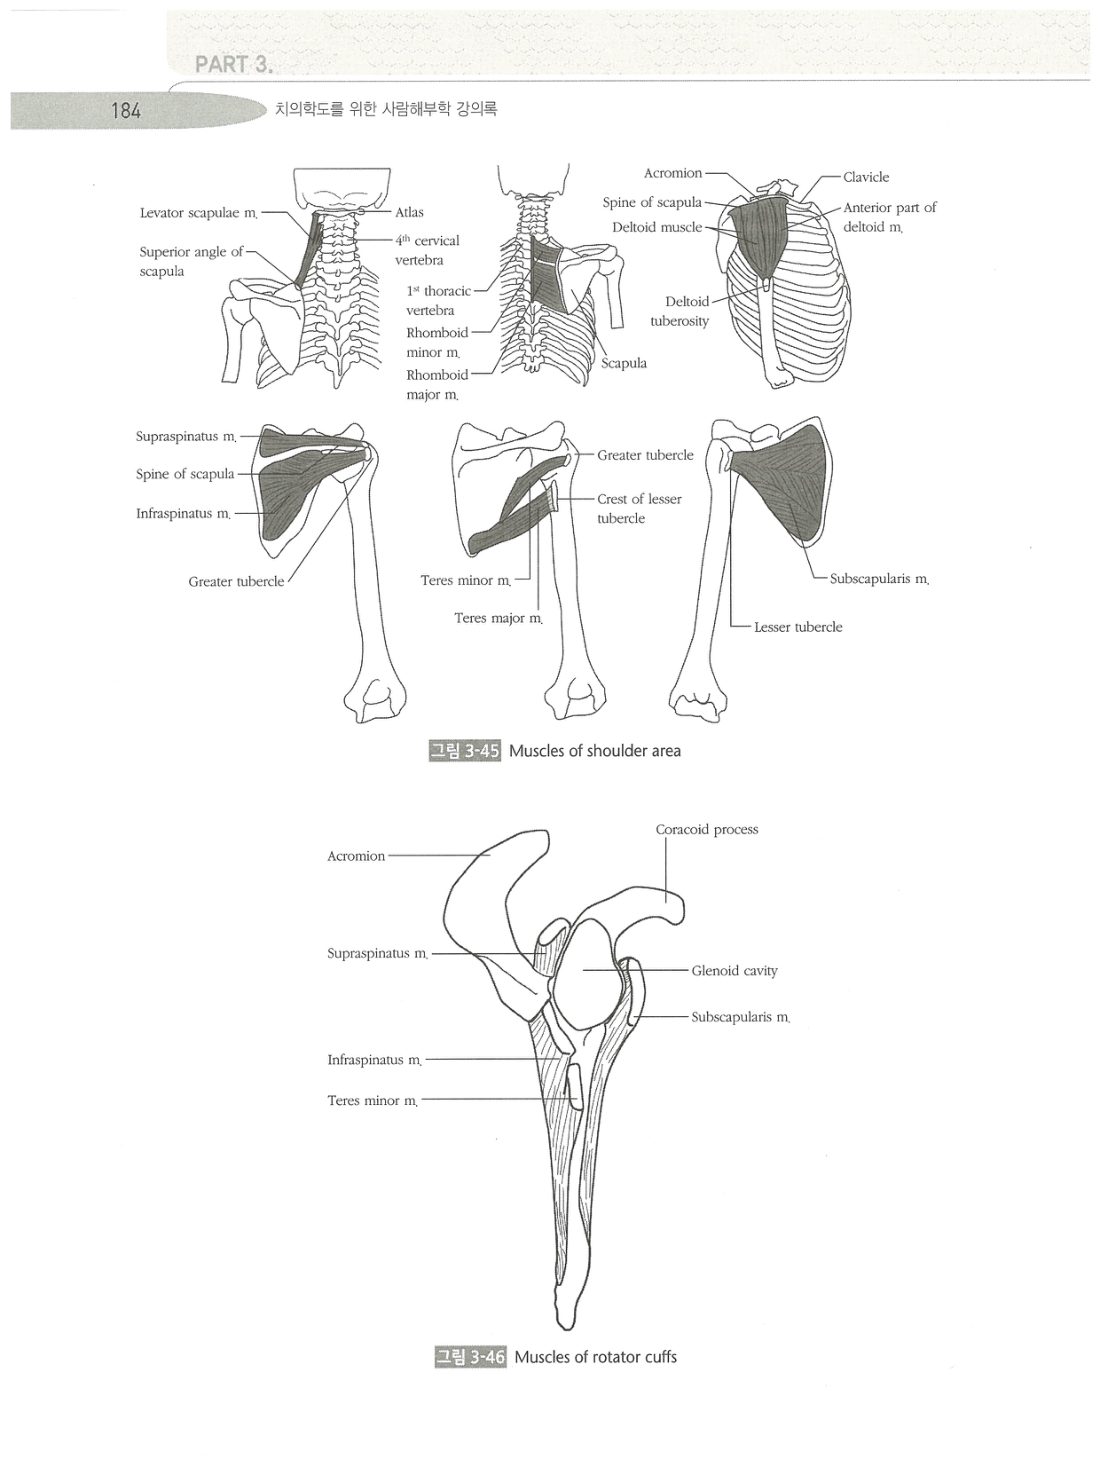 PART 3.
184
치의학도를 위한 사람해부학 강의록
Levator scapulae m.
Superior angle of
scapula
Atlas
4th cervical
vertebra
1st thoracic
vertebra
Rhomboid
minor m.
Rhomboid
major m.
Scapula
Acromion
Spine of scapula
Deltoid muscle
Deltoid
tuberosity
Clavicle
Anterior part of
deltoid m.
Supraspinatus m.
Spine of scapula
Infraspinatus m.
Greater tubercle
Greater tubercle
Crest of lesser
tubercle
Teres minor m.
Teres major m.
Subscapularis m.
Lesser tubercle
그림 3-45 Muscles of shoulder area
Coracoid process
Acromion
Supraspinatus m.
Glenoid cavity
Subscapularis m.
Infraspinatus m.
Teres minor m.
그림 3-46 Muscles of rotator cuffs